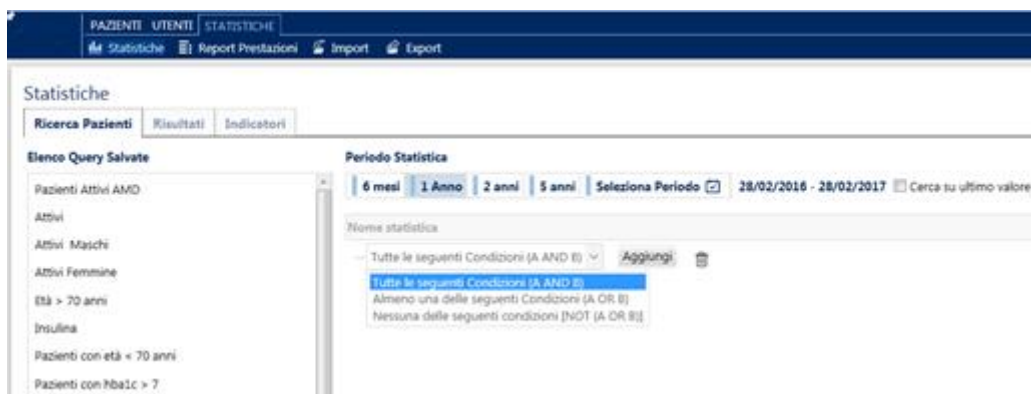 PAZIENTI UTENTI STATISTICHE
Statistiche Report Prestazioni Import Export
Statistiche
Ricerca Pazienti Risultati Indicatori
Elenco Query Salvate
Pazienti Attivi AMD
Attivi
Attivi Maschi
Attivi Femmine
Età > 70 anni
Insulina
Pazienti con età < 70 anni
Pazienti con hba1c > 7
Periodo Statistica
6 mesi 1 Anno 2 anni 5 anni Seleziona Periodo 28/02/2016 - 28/02/2017 Cerca su ultimo valore
Nome statistica
Tutte le seguenti Condizioni (A AND B) Aggiungi
Tutte le seguenti Condizioni (A AND B)
Almeno una delle seguenti Condizioni (A OR B)
Nessuna delle seguenti condizioni [NOT (A OR B)]